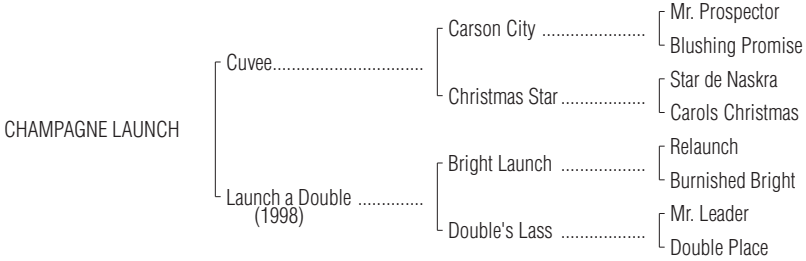 Mr. Prospector
Carson City ......................
Blushing Promise
Cuvee................................
Star de Naskra
Christmas Star..................
Carols Christmas
CHAMPAGNE LAUNCH
Relaunch
Bright Launch ..................
Burnished Bright
Launch a Double ..............
(1998)
Mr. Leader
Double's Lass ..................
Double Place